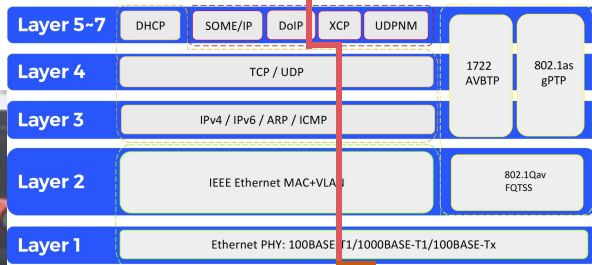 Layer 5~7
DHCP
SOME/IP
DoIP
XCP
UDPNM
Layer 4
TCP / UDP
1722
AVBTP
802.1as
gPTP
Layer 3
IPv4 / IPv6 / ARP / ICMP
Layer 2
IEEE Ethernet MAC+VLAN
802.1Qav
FQTSS
Layer 1
Ethernet PHY: 100BASE-T1/1000BASE-T1/100BASE-Tx